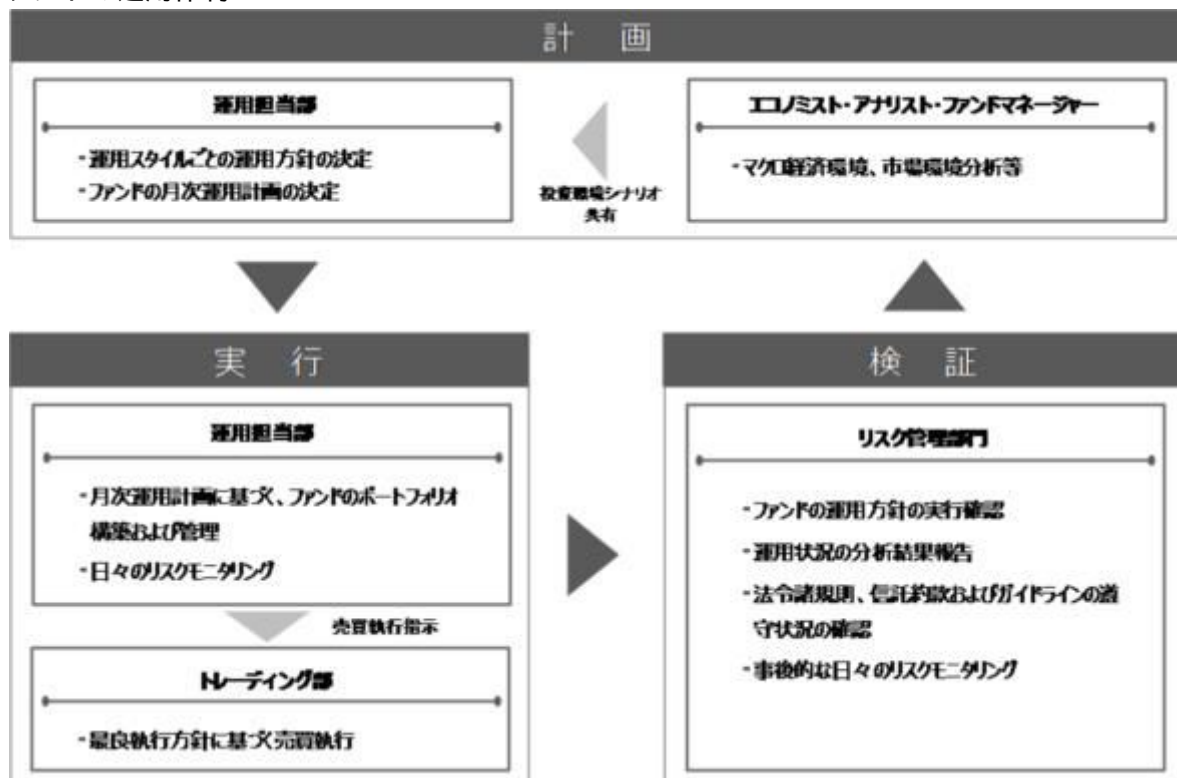 計 画
運用担当部
・運用スタイルごとの運用方針の決定
・ファンドの月次運用計画の決定
投資環境シナリオ
共有
エコノミスト・アナリスト・ファンドマネージャー
・マクロ経済環境、市場環境分析等
実 行
運用担当部
・月次運用計画に基づく、ファンドのポートフォリオ
構築および管理
・日々のリスクモニタリング
売買執行指示
トレーディング部
・最良執行方針に基づく売買執行
検 証
リスク管理部門
・ファンドの運用方針の実行確認
・運用状況の分析結果報告
・法令諸規則、信託約款およびガイドラインの遵
守状況の確認
・事後的な日々のリスクモニタリング